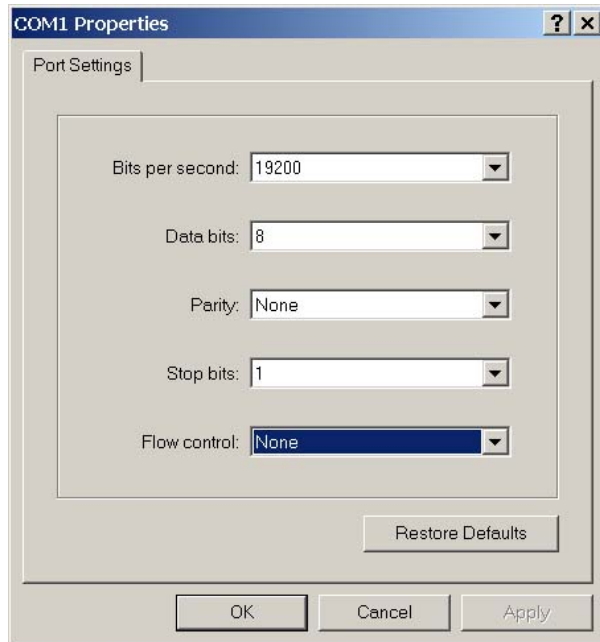 COM1 Properties
Port Settings
Bits per second: 19200
Data bits: 8
Parity: None
Stop bits: 1
Flow control: None
Restore Defaults
OK Cancel Apply